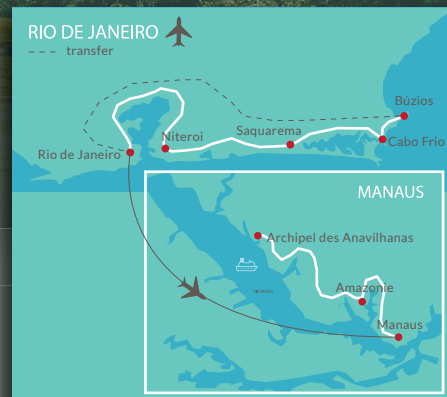 RIO DE JANEIRO
transfer
Búzios
Niteroi
Saquarema
Cabo Frio
Rio de Janeiro
MANAUS
Archipel des Anavilhanas
Amazonie
Manaus